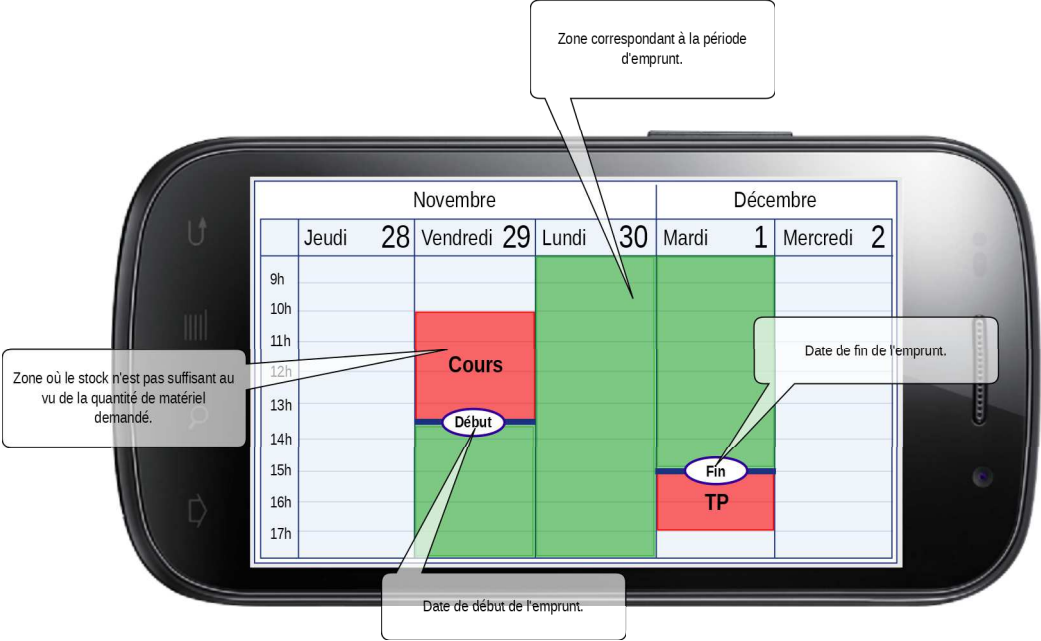 Zone correspondant à la période
d'emprunt.
Novembre
Décembre
Jeudi 28
Vendredi 29
Lundi 30
Mardi 1
Mercredi 2
9h
10h
11h
12h
13h
14h
15h
16h
17h
Cours
Début
Fin
TP
Zone où le stock n'est pas suffisant au
vu de la quantité de matériel
demandé.
Date de fin de l'emprunt.
Date de début de l'emprunt.